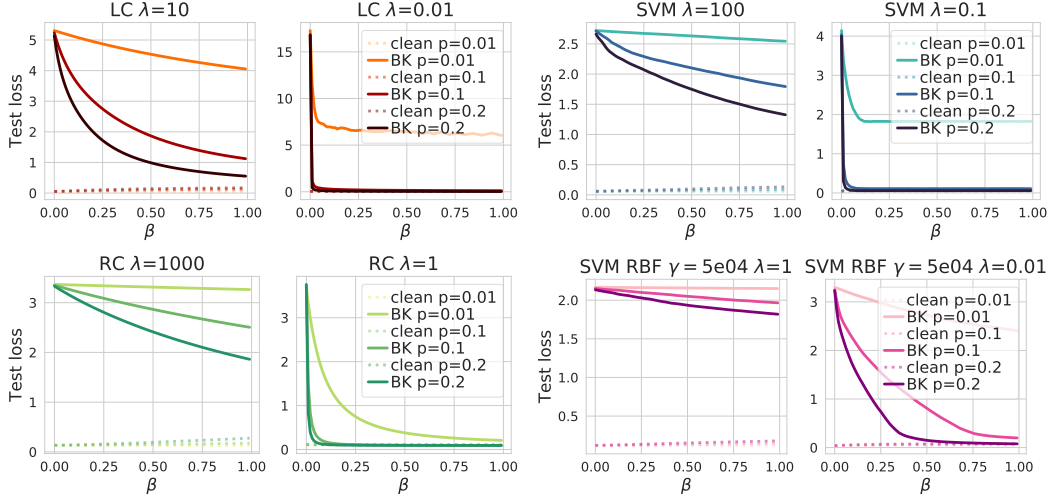 LC λ=10
Test loss
5
4
3
2
1
0
0.00 0.25 0.50 0.75 1.00
β
LC λ=0.01
15
10
5
0
clean p=0.01
BK p=0.01
clean p=0.1
BK p=0.1
clean p=0.2
BK p=0.2
0.00 0.25 0.50 0.75 1.00
β
SVM λ=100
Test loss
2.5
2.0
1.5
1.0
0.5
0.0
0.00 0.25 0.50 0.75 1.00
β
SVM λ=0.1
4
3
2
1
0
clean p=0.01
BK p=0.01
clean p=0.1
BK p=0.1
clean p=0.2
BK p=0.2
0.00 0.25 0.50 0.75 1.00
β
RC λ=1000
Test loss
3
2
1
0
0.00 0.25 0.50 0.75 1.00
β
RC λ=1
3
2
1
0
clean p=0.01
BK p=0.01
clean p=0.1
BK p=0.1
clean p=0.2
BK p=0.2
0.00 0.25 0.50 0.75 1.00
β
SVM RBF γ = 5e04 λ=1
Test loss
2.0
1.5
1.0
0.5
0.00 0.25 0.50 0.75 1.00
β
SVM RBF γ = 5e04 λ=0.01
3
2
1
0
clean p=0.01
BK p=0.01
clean p=0.1
BK p=0.1
clean p=0.2
BK p=0.2
0.00 0.25 0.50 0.75 1.00
β